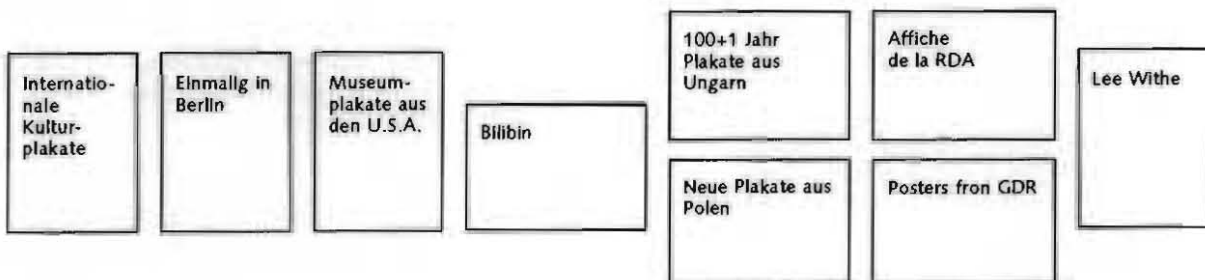 Internatio-
nale
Kultur-
plakate
Einmalig in
Berlin
Museum-
plakate aus
den U.S.A.
Bilibin
100+1 Jahr
Plakate aus
Ungarn
Neue Plakate aus
Polen
Affiche
de la RDA
Posters fron GDR
Lee Withe